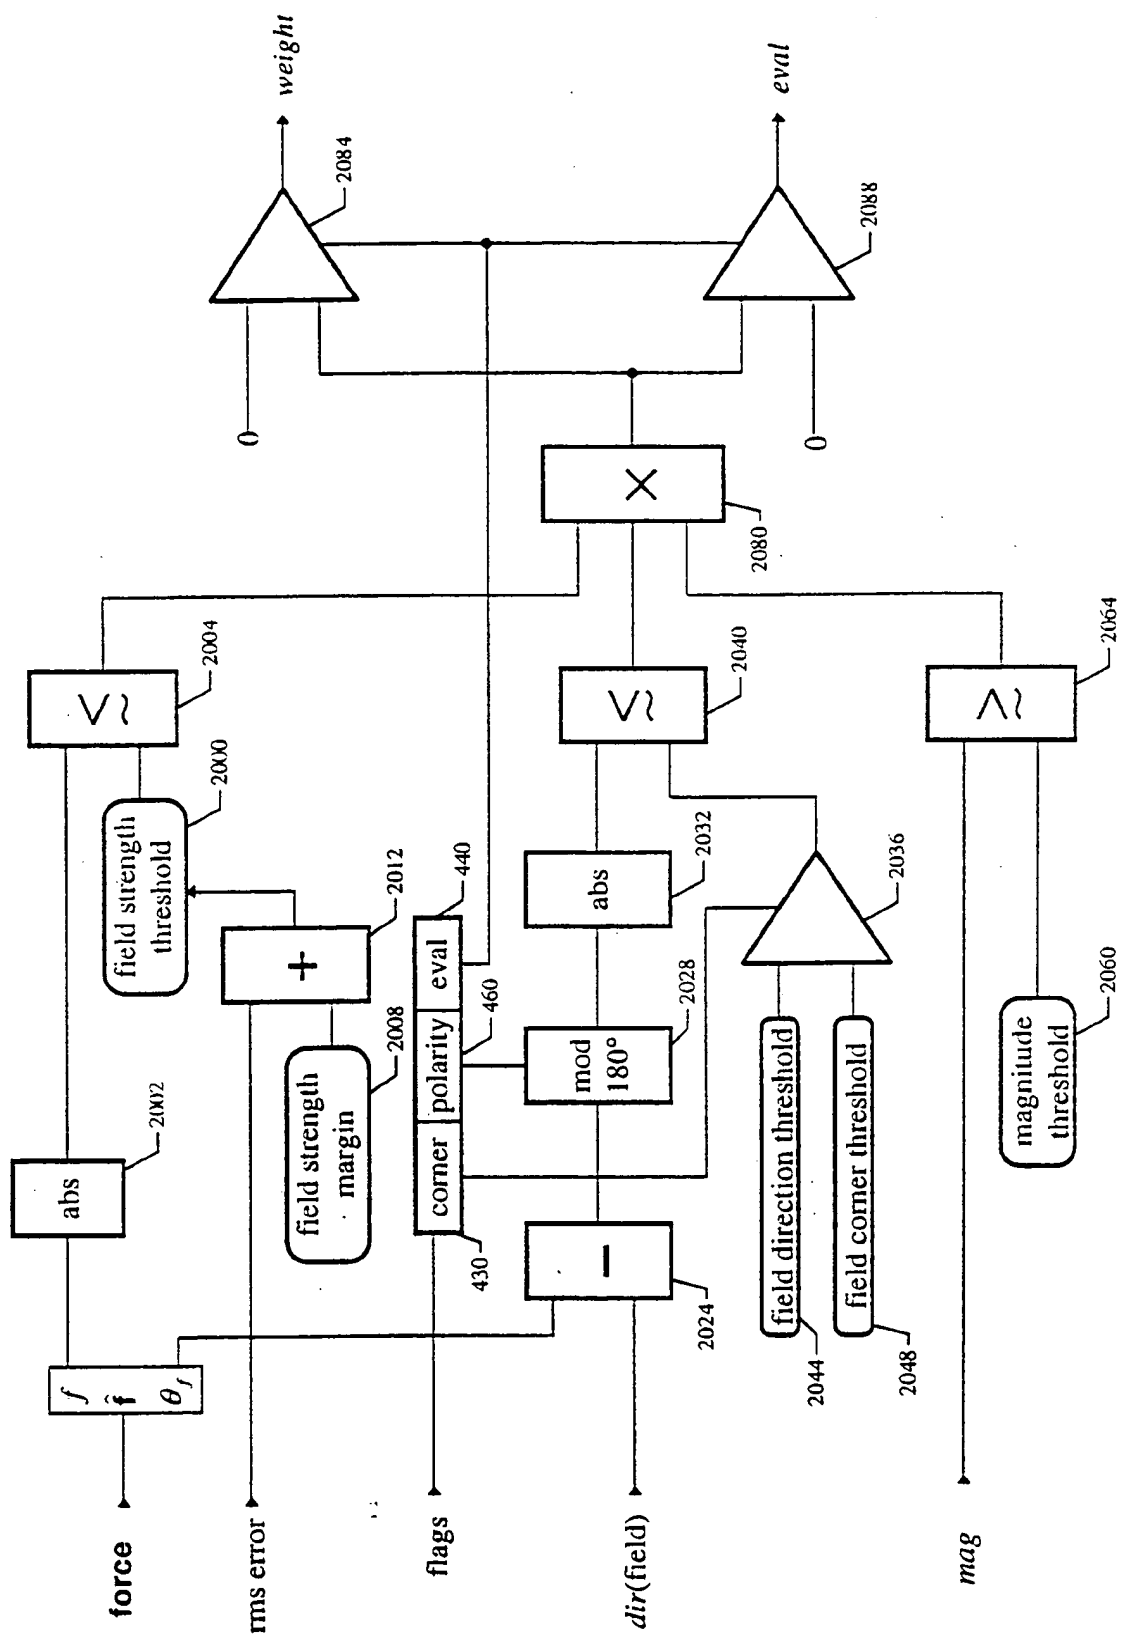 force
f
f̂
θf
abs
2002
field strength
threshold
2000
<~
2004
rms error
field strength
margin
2008
+
2012
flags
corner
polarity
eval
430
460
440
dir(field)
−
2024
mod
180°
2028
abs
2032
<~
2040
field direction threshold
2044
field corner threshold
2048
2036
mag
magnitude
threshold
2060
>~
2064
×
2080
0
2084
weight
0
2088
eval